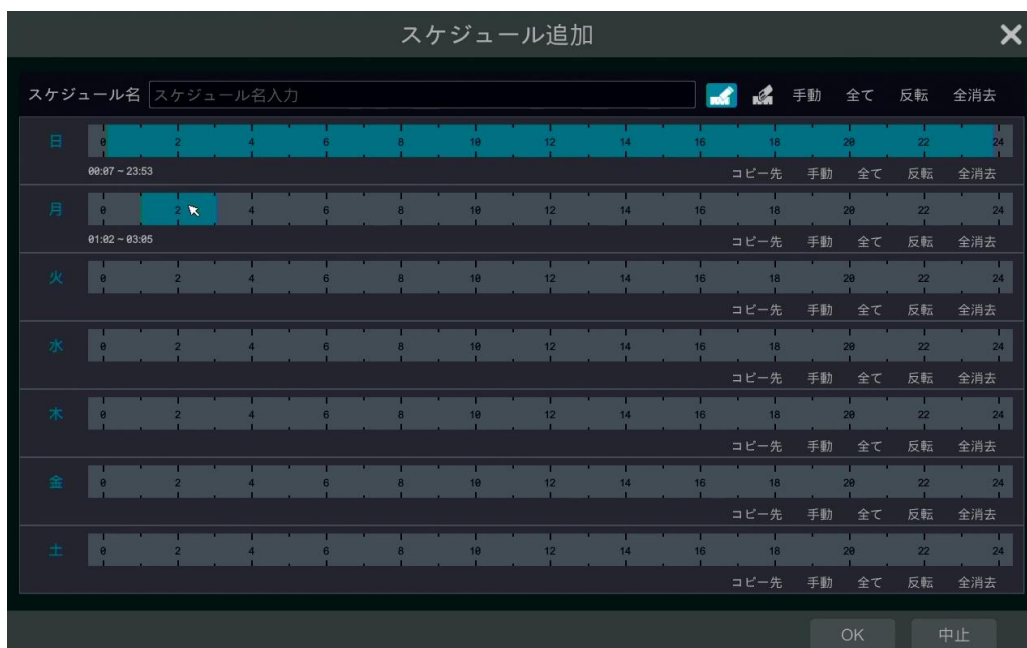 スケジュール追加
スケジュール名 スケジュール名入力 手動 全て 反転 全消去
日 0 2 4 6 8 10 12 14 16 18 20 22 24
00:07 ~ 23:53 コピー先 手動 全て 反転 全消去
月 0 2 4 6 8 10 12 14 16 18 20 22 24
01:02 ~ 03:05 コピー先 手動 全て 反転 全消去
火 0 2 4 6 8 10 12 14 16 18 20 22 24
コピー先 手動 全て 反転 全消去
水 0 2 4 6 8 10 12 14 16 18 20 22 24
コピー先 手動 全て 反転 全消去
木 0 2 4 6 8 10 12 14 16 18 20 22 24
コピー先 手動 全て 反転 全消去
金 0 2 4 6 8 10 12 14 16 18 20 22 24
コピー先 手動 全て 反転 全消去
土 0 2 4 6 8 10 12 14 16 18 20 22 24
コピー先 手動 全て 反転 全消去
OK 中止